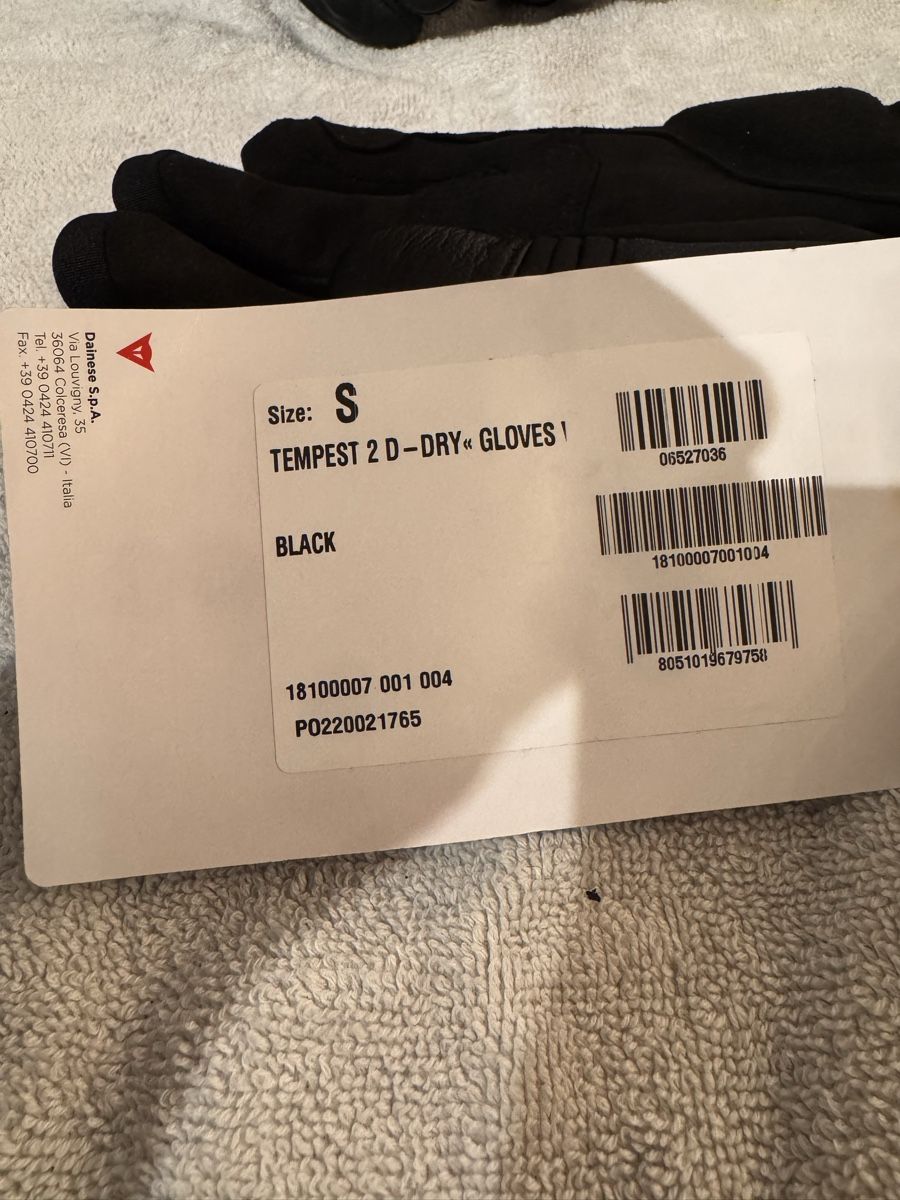 Dainese S.p.A.
Via Louvigny, 35
36064 Colceresa (VI) - Italia
Tel. +39 0424 410711
Fax. +39 0424 410700
Size: S
TEMPEST 2 D-DRY« GLOVES
BLACK
18100007 001 004
PO220021765
06527036
18100007001004
8051019679758